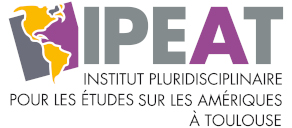 IPEAT
INSTITUT PLURIDISCIPLINAIRE
POUR LES ÉTUDES SUR LES AMÉRIQUES
À TOULOUSE